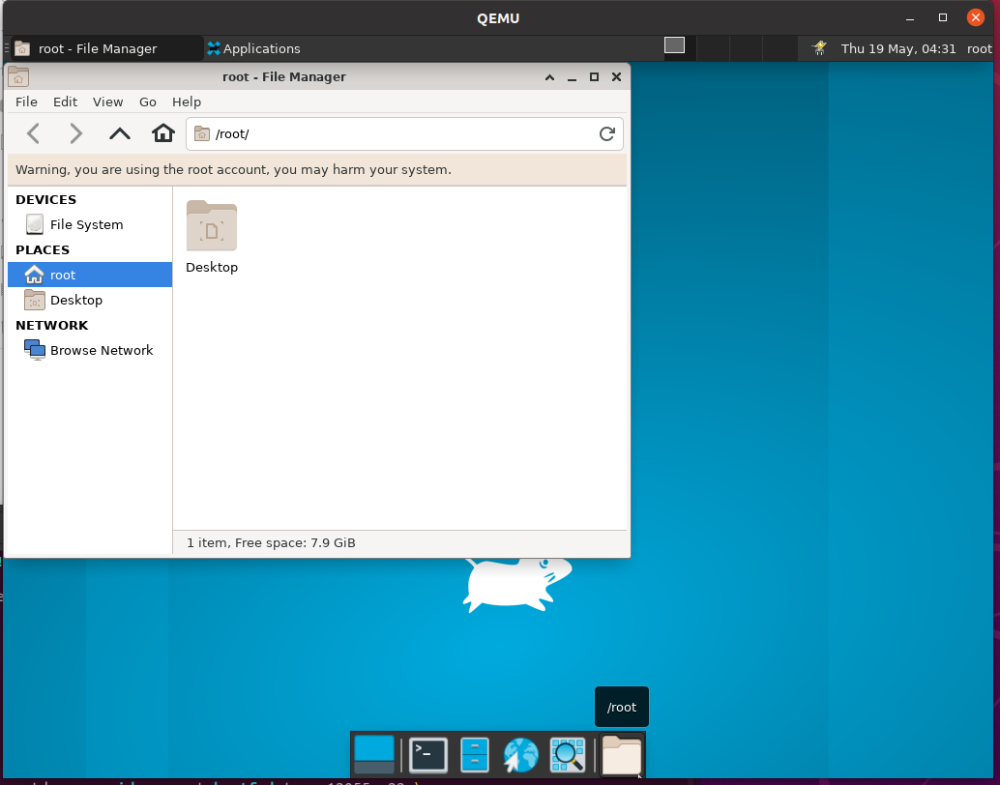 QEMU
root - File Manager
Applications
Thu 19 May, 04:31
root
root - File Manager
File Edit View Go Help
/root/
Warning, you are using the root account, you may harm your system.
DEVICES
File System
PLACES
root
Desktop
NETWORK
Browse Network
Desktop
1 item, Free space: 7.9 GiB
/root